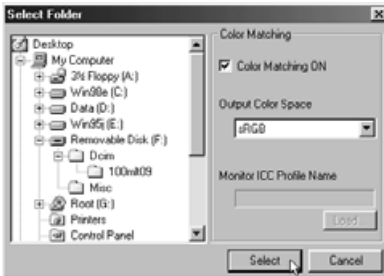 Select Folder
Desktop
My Computer
3½ Floppy (A:)
Win98e (C:)
Data (D:)
Win95j (E:)
Removable Disk (F:)
Dcim
100mlt09
Misc
Root (G:)
Printers
Control Panel
Color Matching
Color Matching ON
Output Color Space
sRGB
Monitor ICC Profile Name
Load...
Select
Cancel